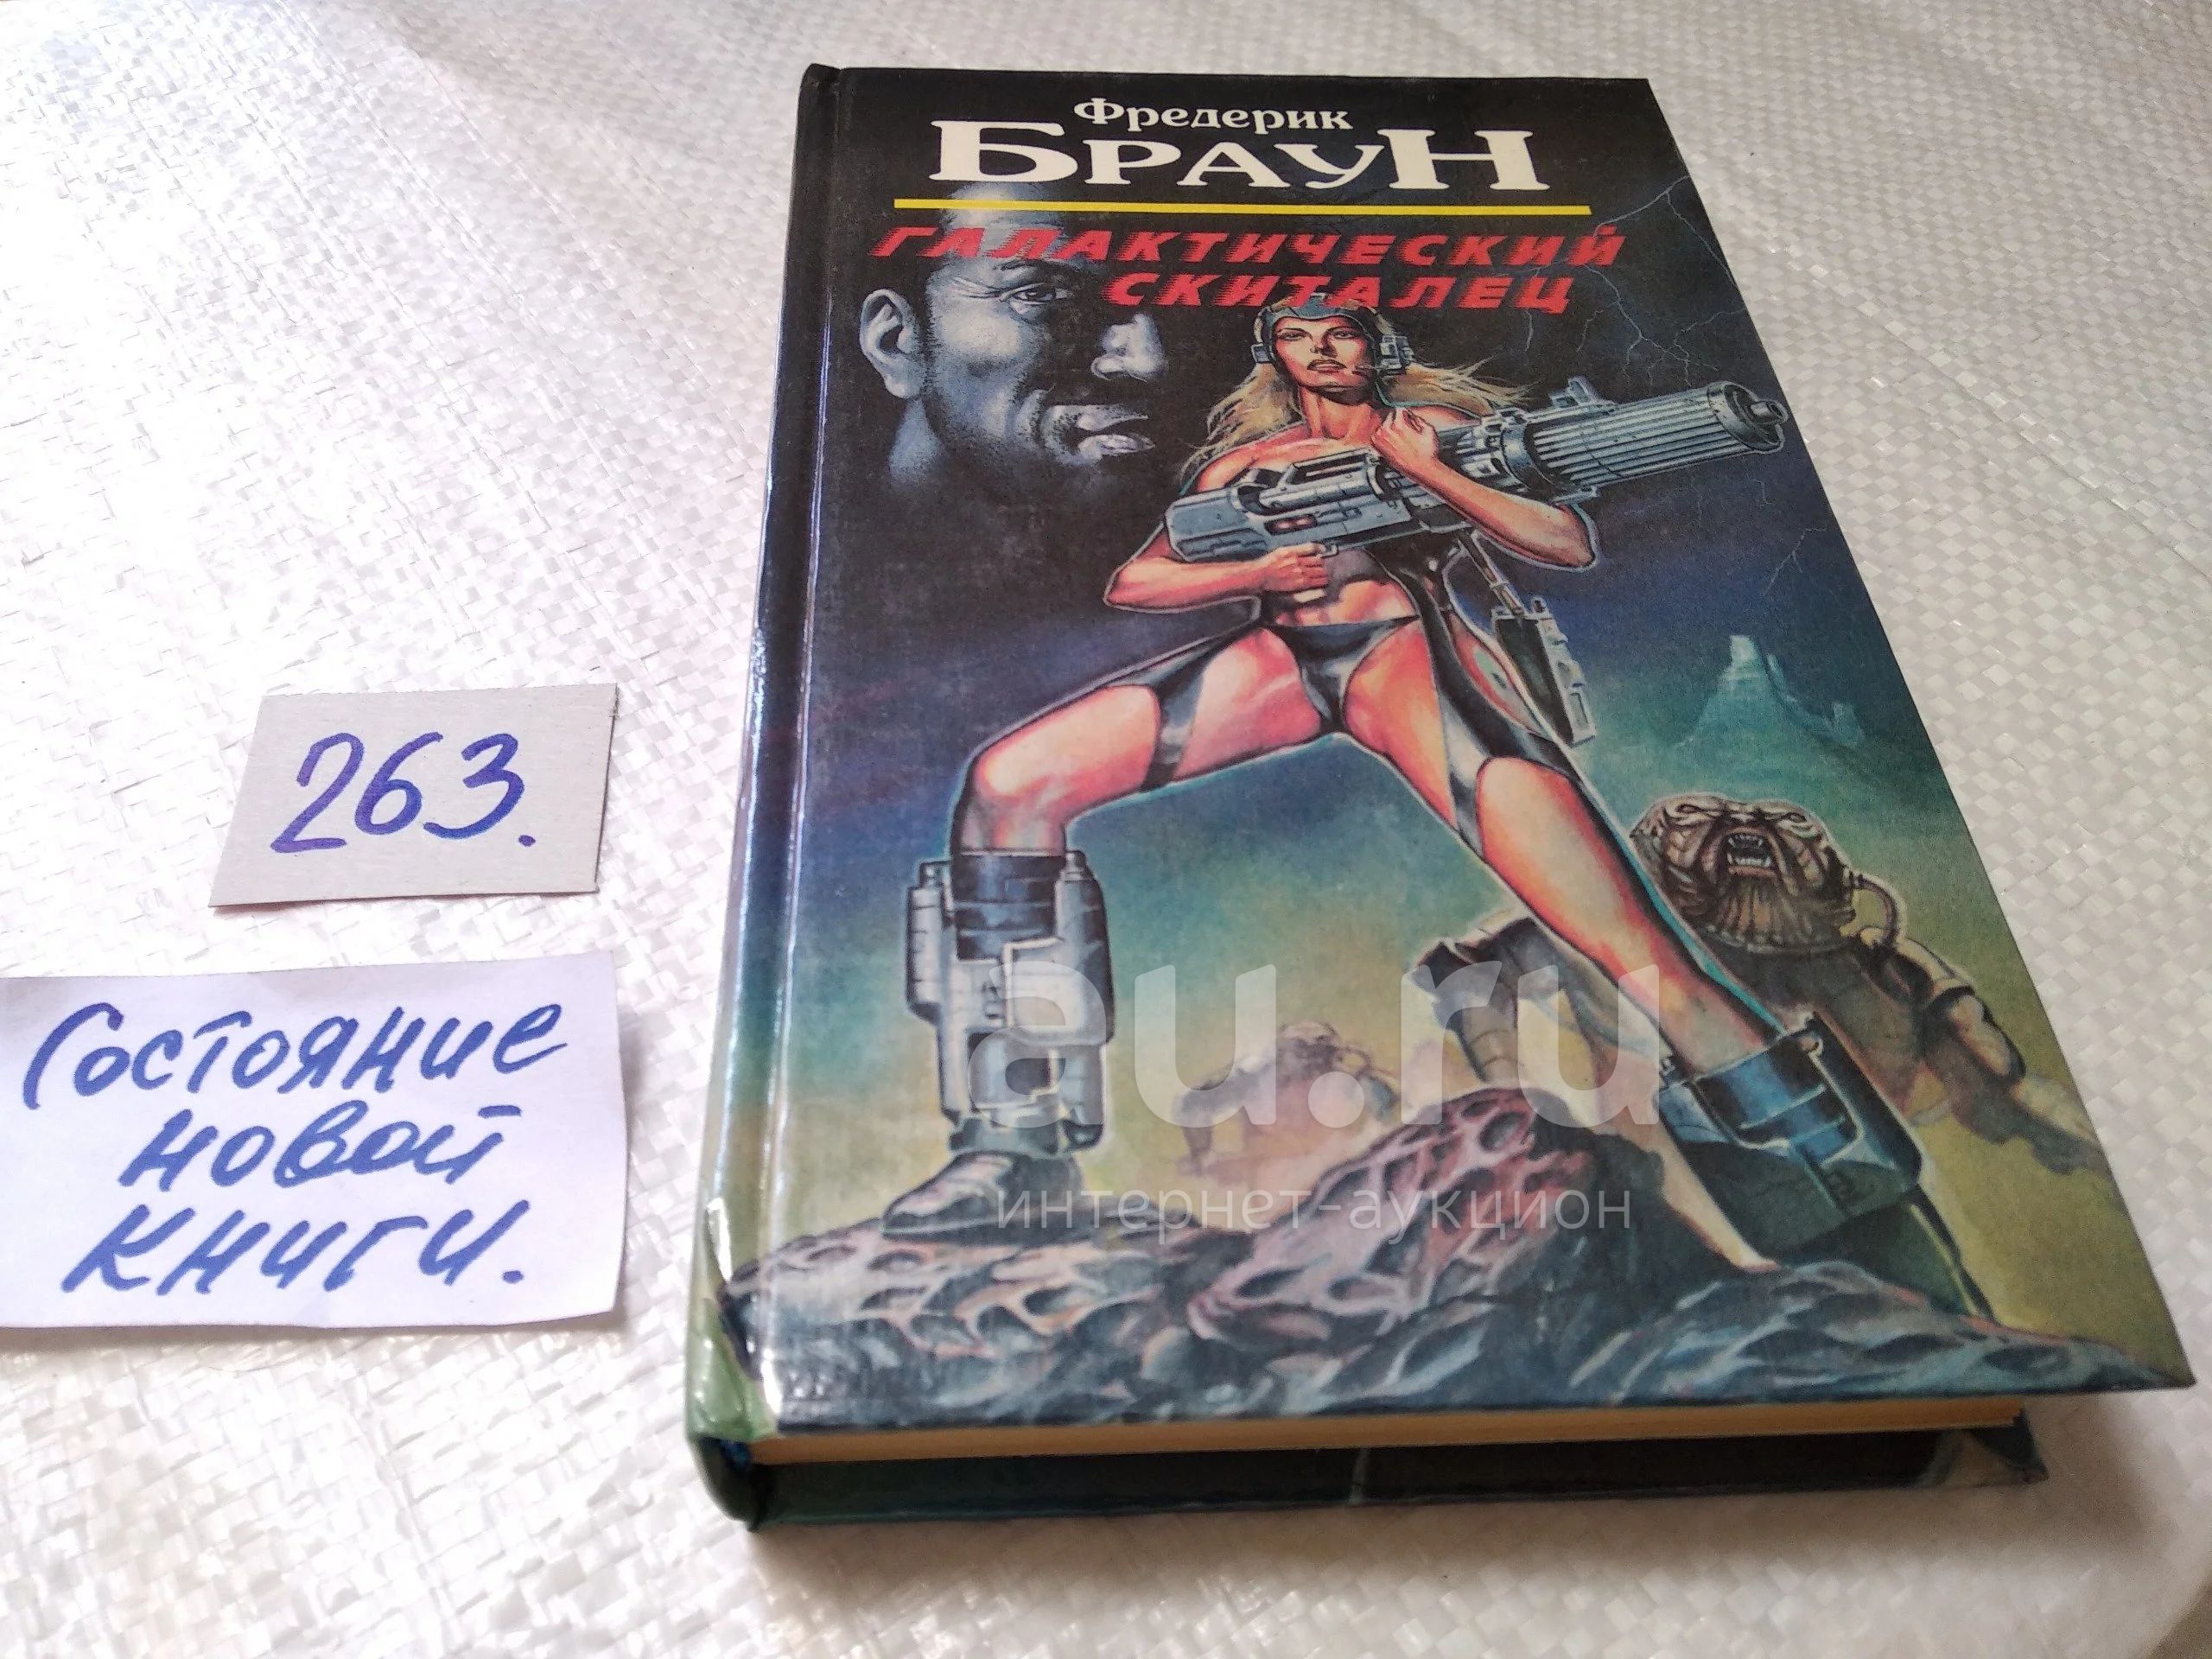 Фредерик
БРАУН
ГАЛАКТИЧЕСКИЙ
СКИТАЛЕЦ
263.
Состояние
новой
книги.
au.ru
интернет-аукцион